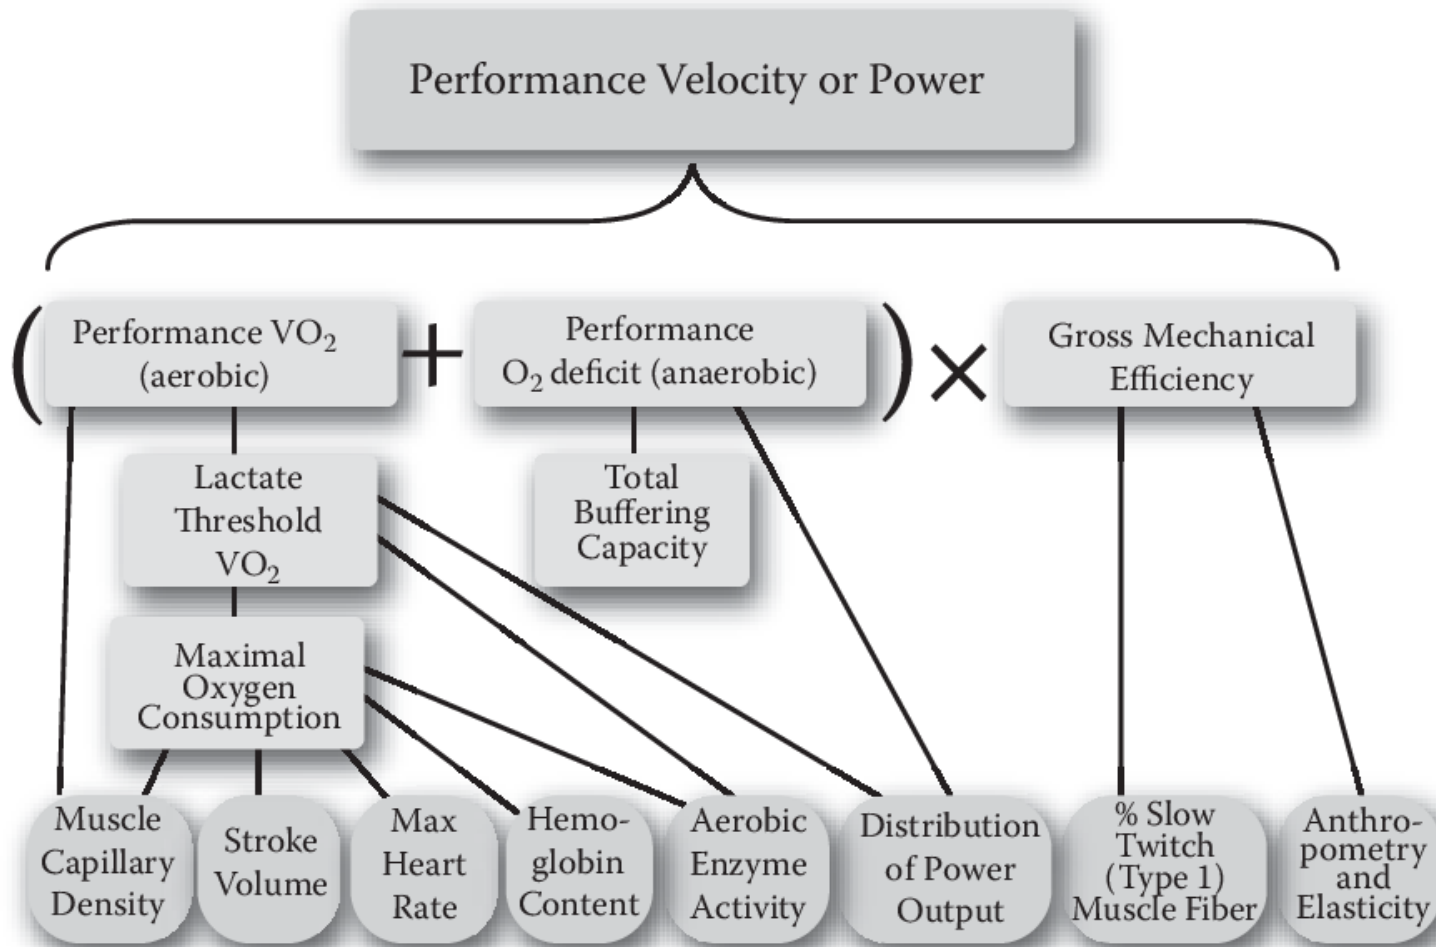 Performance Velocity or Power
( Performance VO₂
(aerobic)
+
Performance
O₂ deficit (anaerobic)
)
×
Gross Mechanical
Efficiency
Lactate
Threshold
VO₂
Total
Buffering
Capacity
Maximal
Oxygen
Consumption
Muscle
Capillary
Density
Stroke
Volume
Max
Heart
Rate
Hemo-
globin
Content
Aerobic
Enzyme
Activity
Distribution
of Power
Output
% Slow
Twitch
(Type 1)
Muscle Fiber
Anthro-
pometry
and
Elasticity